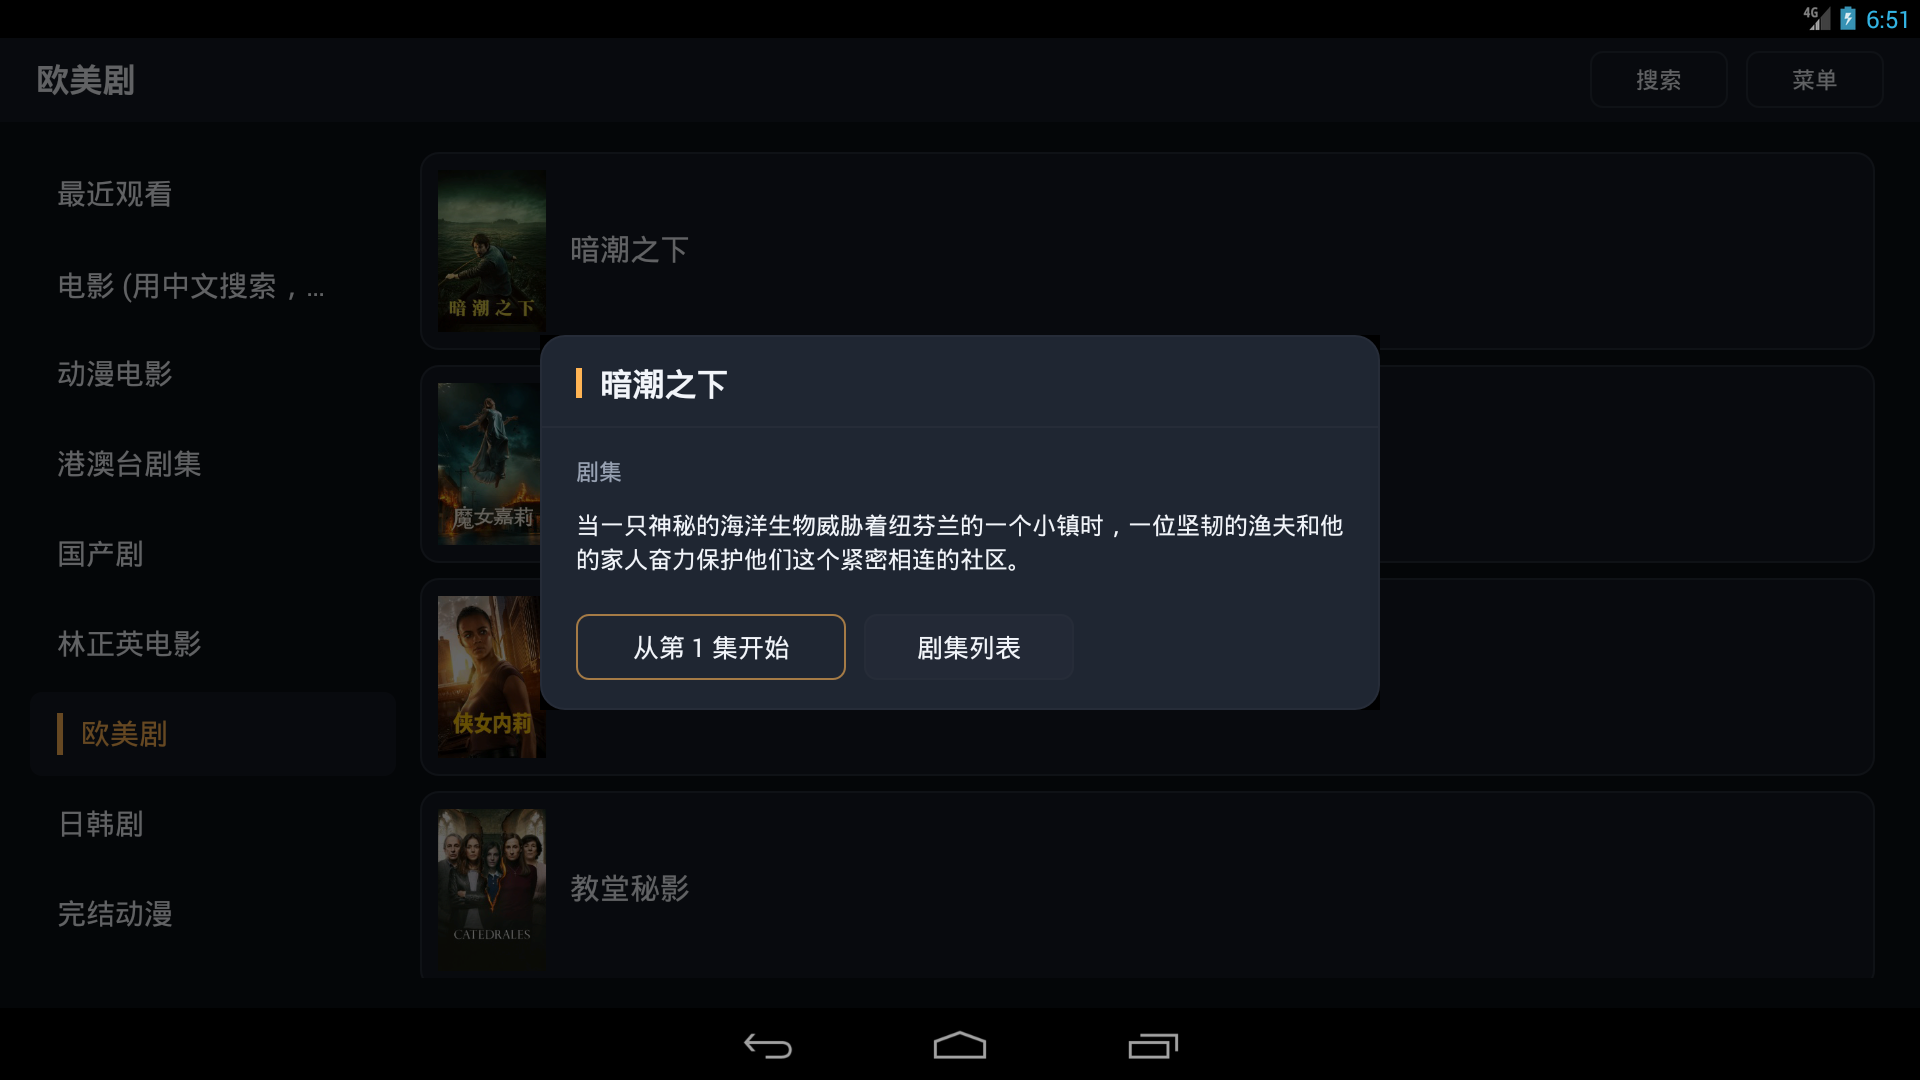 4G
6:51
欧美剧
搜索
菜单
最近观看
电影 (用中文搜索，...
动漫电影
港澳台剧集
国产剧
林正英电影
欧美剧
日韩剧
完结动漫
暗潮之下
暗潮之下
魔女嘉莉
侠女内莉
CATEDRALES
教堂秘影
暗潮之下
剧集
当一只神秘的海洋生物威胁着纽芬兰的一个小镇时，一位坚韧的渔夫和他
的家人奋力保护他们这个紧密相连的社区。
从第 1 集开始
剧集列表